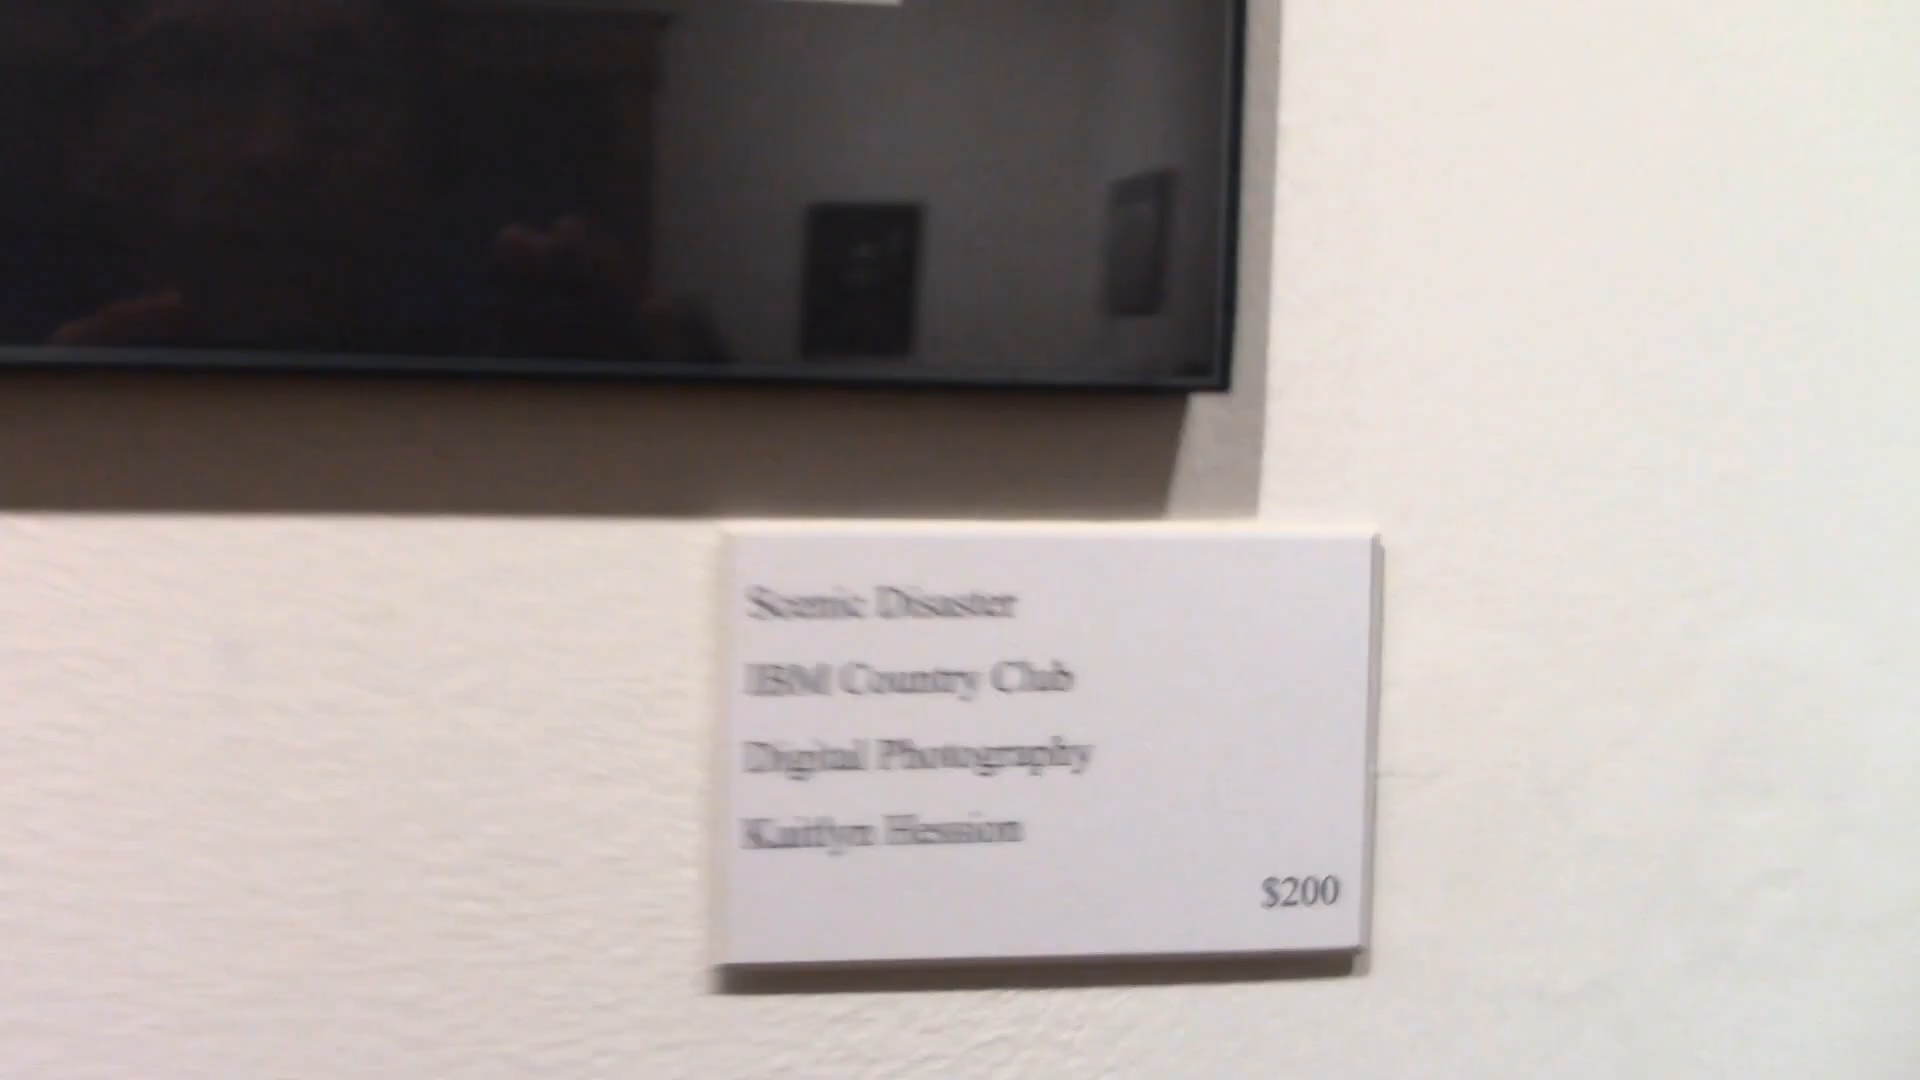 Scenic Disaster
IBM Country Club
Digital Photography
Kaitlyn Hession
$200